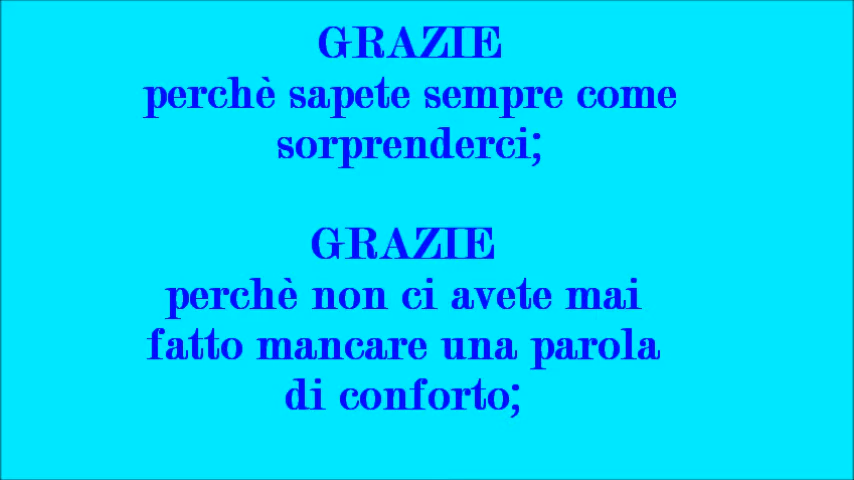 GRAZIE
perchè sapete sempre come
sorprenderci;
GRAZIE
perchè non ci avete mai
fatto mancare una parola
di conforto;